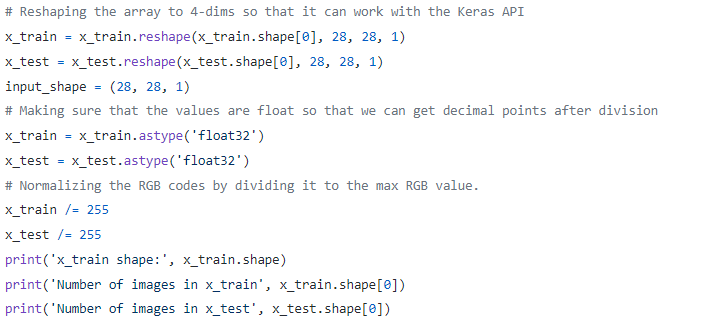 # Reshaping the array to 4-dims so that it can work with the Keras API
x_train = x_train.reshape(x_train.shape[0], 28, 28, 1)
x_test = x_test.reshape(x_test.shape[0], 28, 28, 1)
input_shape = (28, 28, 1)
# Making sure that the values are float so that we can get decimal points after division
x_train = x_train.astype('float32')
x_test = x_test.astype('float32')
# Normalizing the RGB codes by dividing it to the max RGB value.
x_train /= 255
x_test /= 255
print('x_train shape:', x_train.shape)
print('Number of images in x_train', x_train.shape[0])
print('Number of images in x_test', x_test.shape[0])